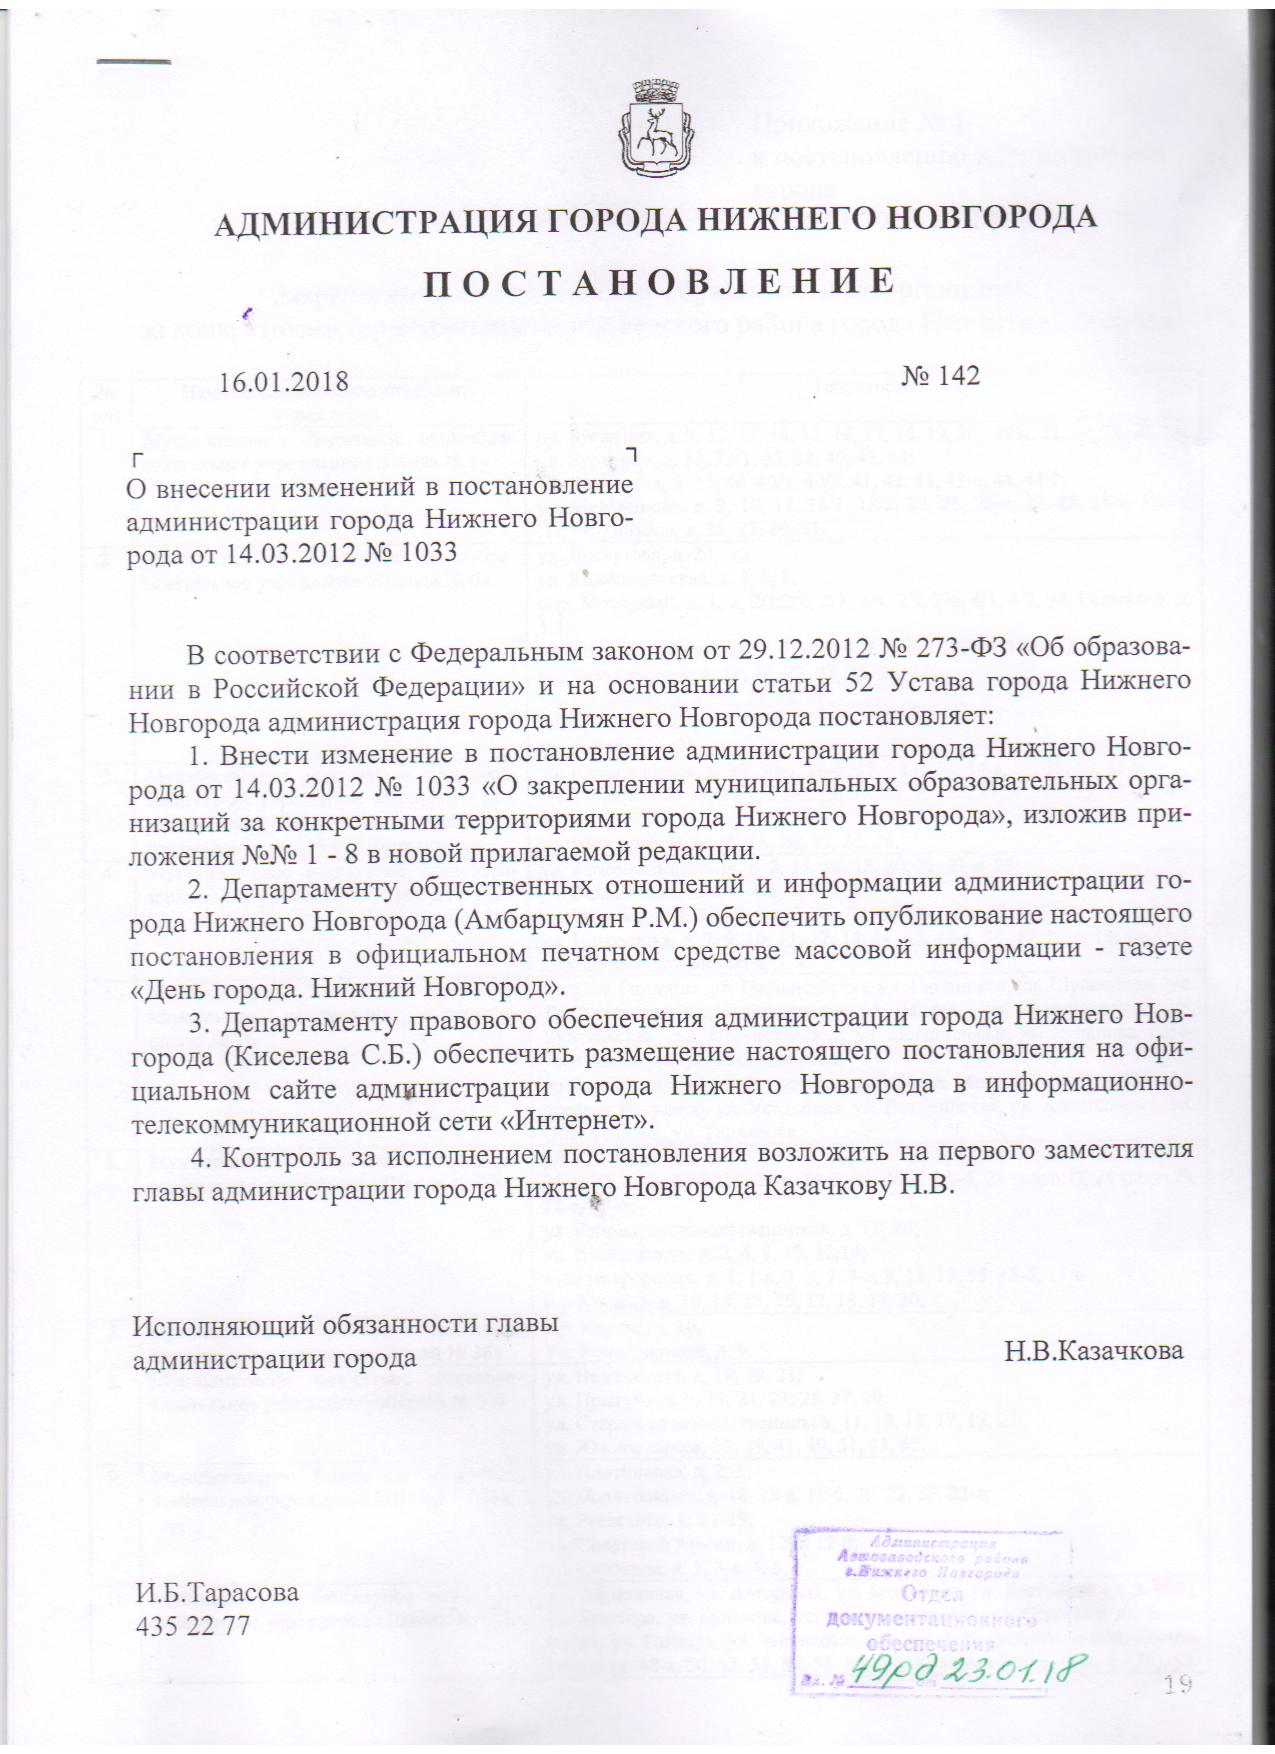 АДМИНИСТРАЦИЯ ГОРОДА НИЖНЕГО НОВГОРОДА
ПОСТАНОВЛЕНИЕ
16.01.2018 № 142
О внесении изменений в постановление
администрации города Нижнего Новго-
рода от 14.03.2012 № 1033
В соответствии с Федеральным законом от 29.12.2012 № 273-ФЗ «Об образова-
нии в Российской Федерации» и на основании статьи 52 Устава города Нижнего
Новгорода администрация города Нижнего Новгорода постановляет:
1. Внести изменение в постановление администрации города Нижнего Новго-
рода от 14.03.2012 № 1033 «О закреплении муниципальных образовательных орга-
низаций за конкретными территориями города Нижнего Новгорода», изложив при-
ложения №№ 1 - 8 в новой прилагаемой редакции.
2. Департаменту общественных отношений и информации администрации го-
рода Нижнего Новгорода (Амбарцумян Р.М.) обеспечить опубликование настоящего
постановления в официальном печатном средстве массовой информации - газете
«День города. Нижний Новгород».
3. Департаменту правового обеспечения администрации города Нижнего Нов-
города (Киселева С.Б.) обеспечить размещение настоящего постановления на офи-
циальном сайте администрации города Нижнего Новгорода в информационно-
телекоммуникационной сети «Интернет».
4. Контроль за исполнением постановления возложить на первого заместителя
главы администрации города Нижнего Новгорода Казачкову Н.В.
Исполняющий обязанности главы
администрации города Н.В.Казачкова
И.Б.Тарасова
435 22 77
Администрация
Автозаводского района
г.Нижнего Новгорода
Отдел
документационного
обеспечения
Вх. № 49рд от 23.01.18
19